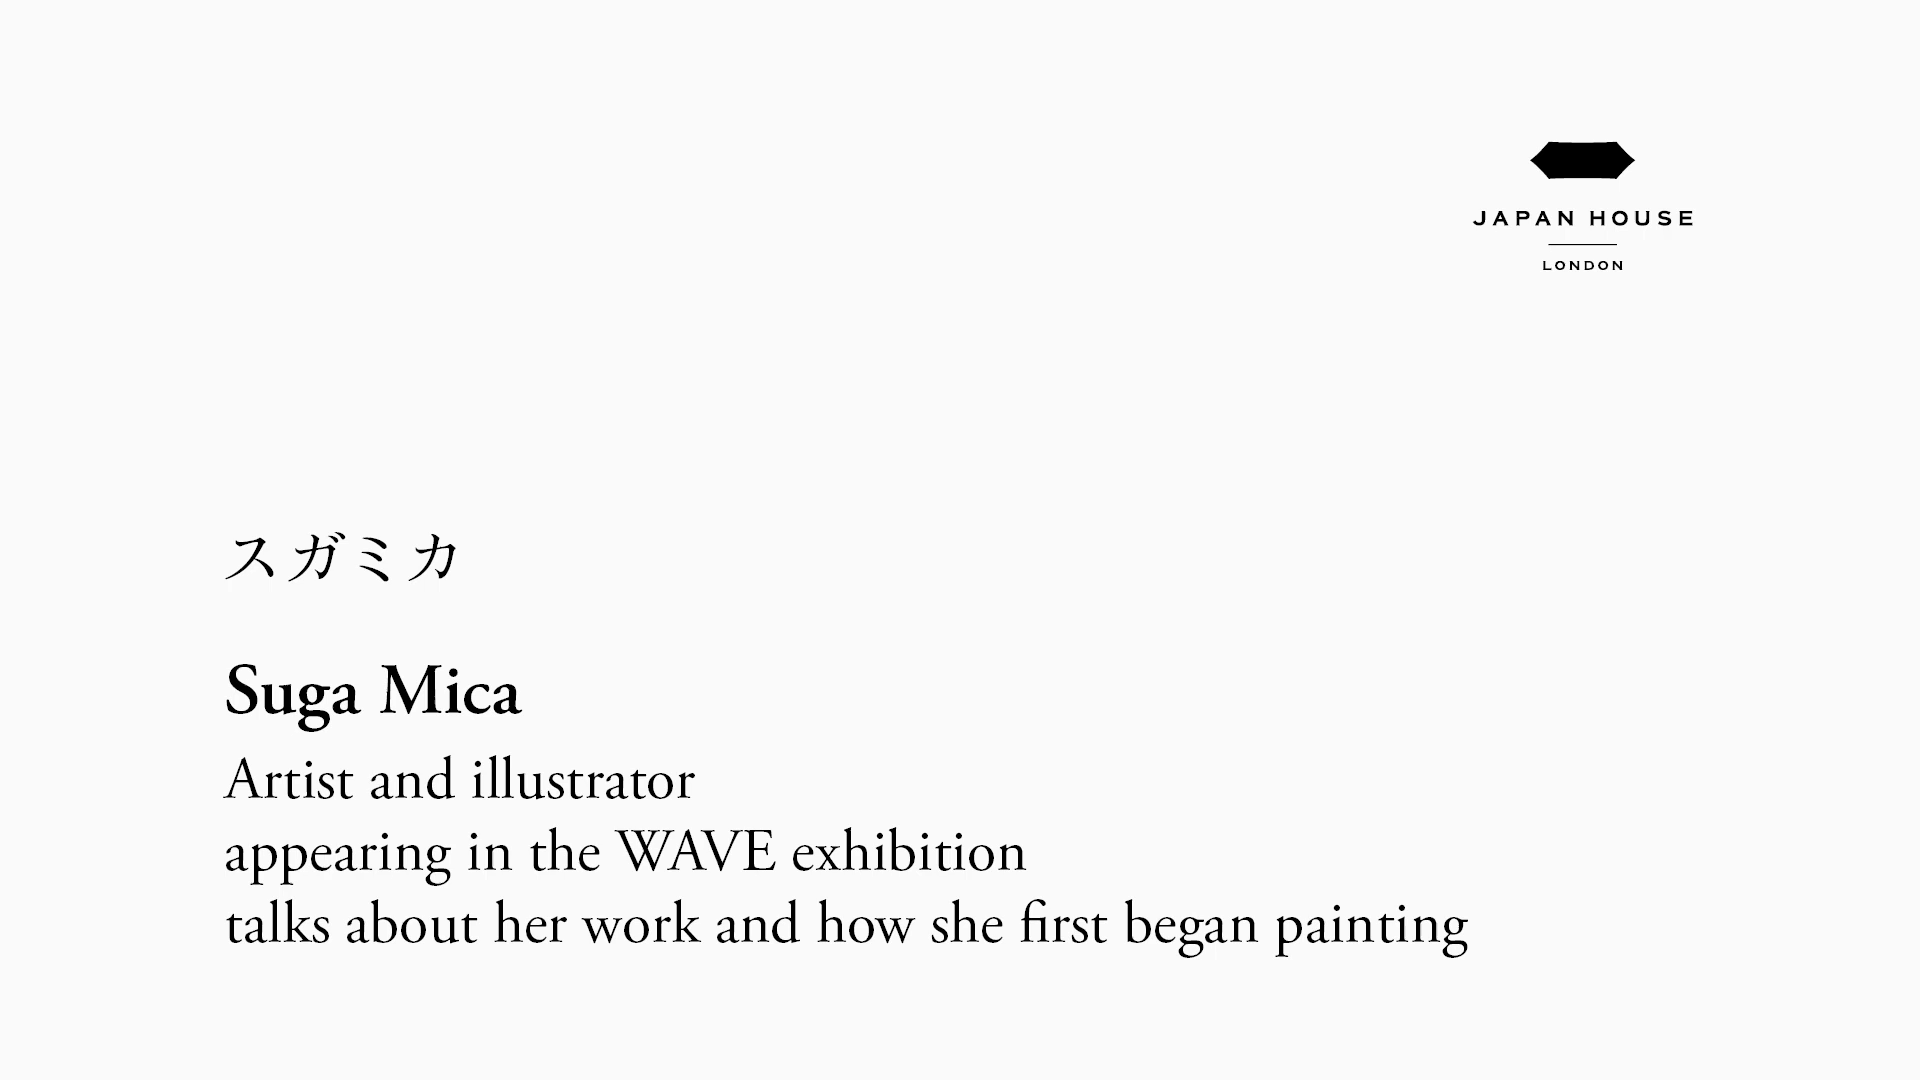 JAPAN HOUSE
LONDON
スガミカ
Suga Mica
Artist and illustrator
appearing in the WAVE exhibition
talks about her work and how she first began painting